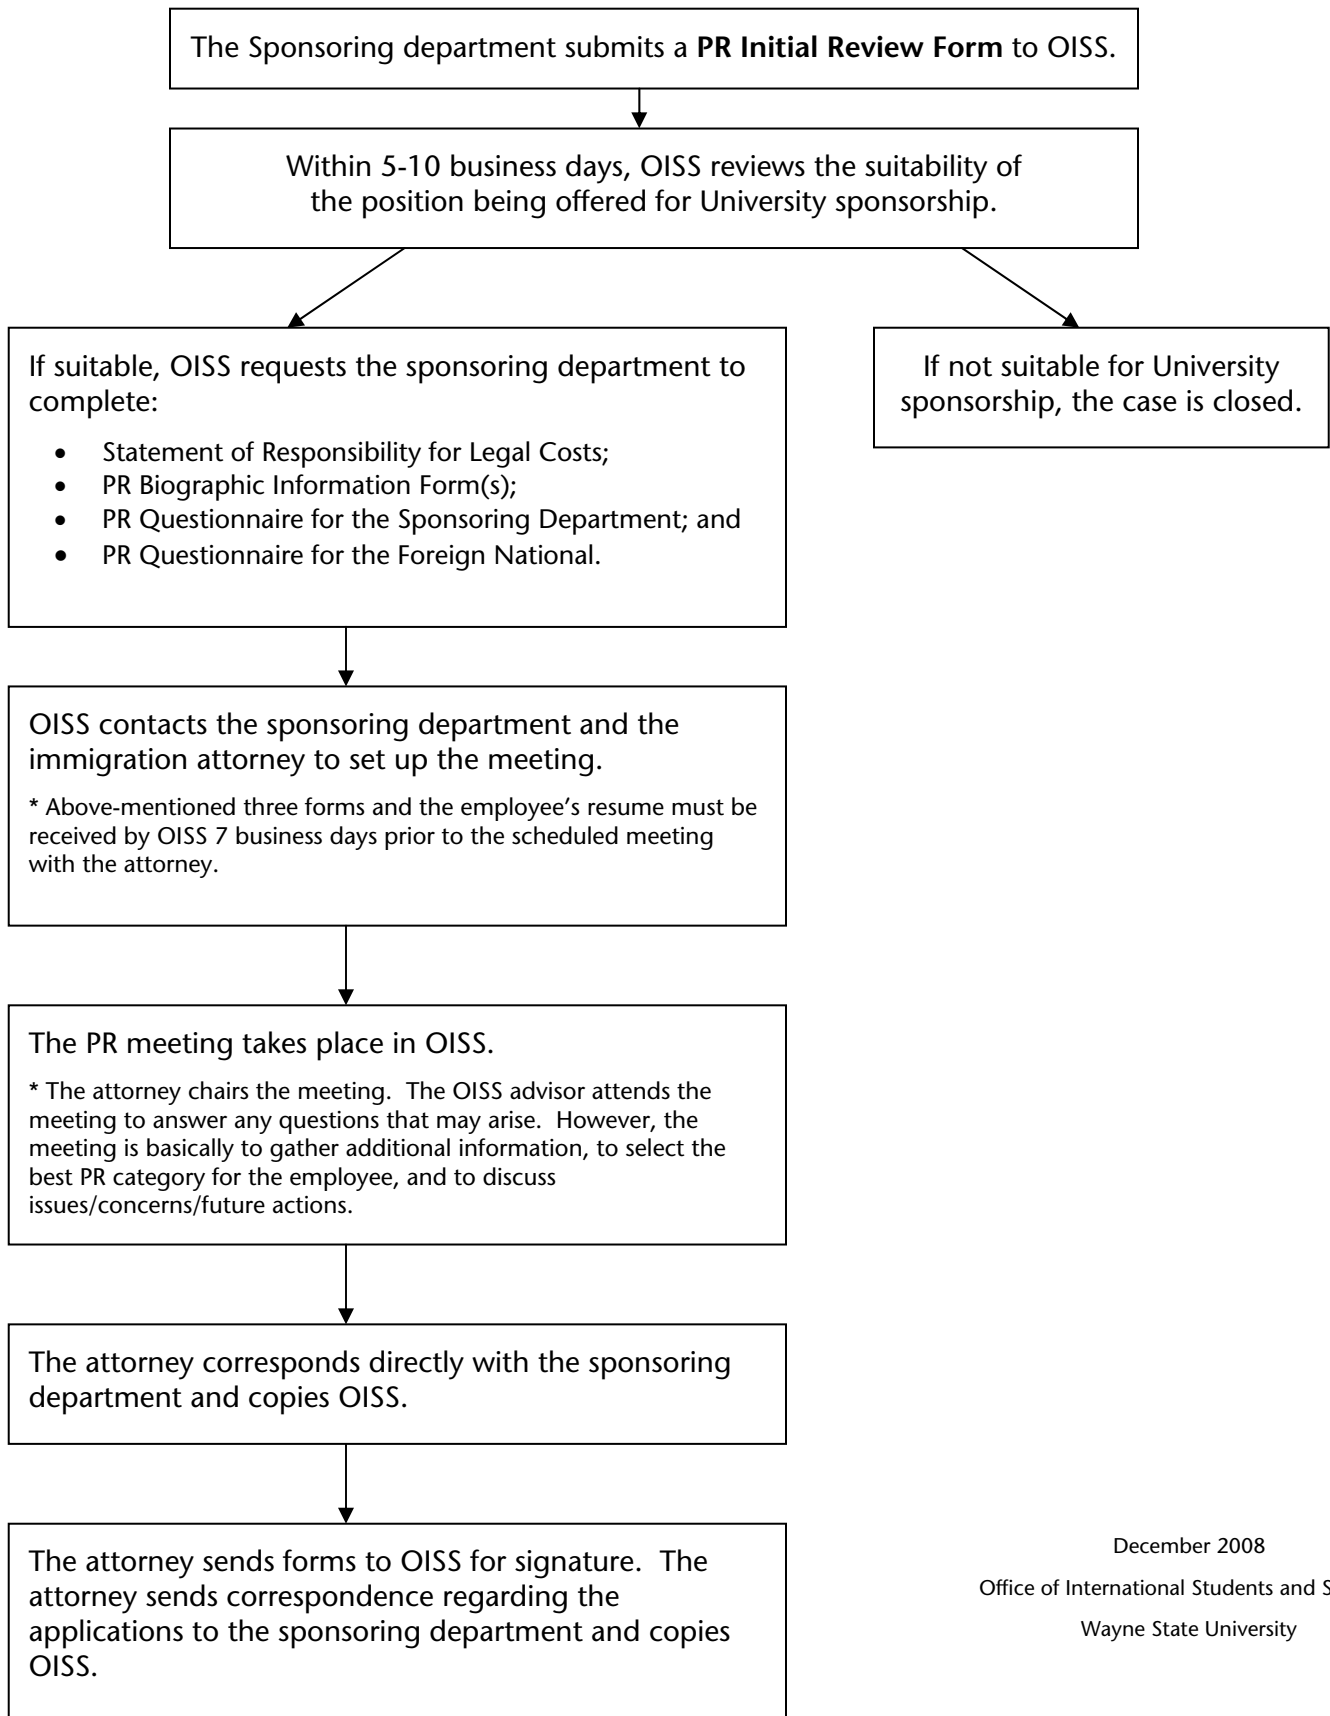 The Sponsoring department submits a PR Initial Review Form to OISS.
Within 5-10 business days, OISS reviews the suitability of
the position being offered for University sponsorship.
If suitable, OISS requests the sponsoring department to
complete:
• Statement of Responsibility for Legal Costs;
• PR Biographic Information Form(s);
• PR Questionnaire for the Sponsoring Department; and
• PR Questionnaire for the Foreign National.
If not suitable for University
sponsorship, the case is closed.
OISS contacts the sponsoring department and the
immigration attorney to set up the meeting.
* Above-mentioned three forms and the employee’s resume must be
received by OISS 7 business days prior to the scheduled meeting
with the attorney.
The PR meeting takes place in OISS.
* The attorney chairs the meeting.  The OISS advisor attends the
meeting to answer any questions that may arise.  However, the
meeting is basically to gather additional information, to select the
best PR category for the employee, and to discuss
issues/concerns/future actions.
The attorney corresponds directly with the sponsoring
department and copies OISS.
The attorney sends forms to OISS for signature.  The
attorney sends correspondence regarding the
applications to the sponsoring department and copies
OISS.
December 2008
Office of International Students and
Wayne State University